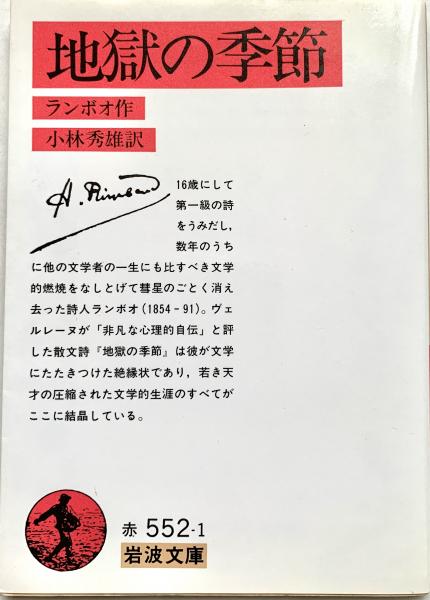 地獄の季節
ランボオ作
小林秀雄訳
A. Rimbaud
16歳にして
第一級の詩
をうみだし,
数年のうち
に他の文学者の一生にも比すべき文学
的燃焼をなしとげて彗星のごとく消え
去った詩人ランボオ(1854-91)。ヴェ
ルレーヌが「非凡な心理的自伝」と評
した散文詩『地獄の季節』は彼が文学
にたたきつけた絶縁状であり,若き天
才の圧縮された文学的生涯のすべてが
ここに結晶している。
赤 552-1
岩波文庫